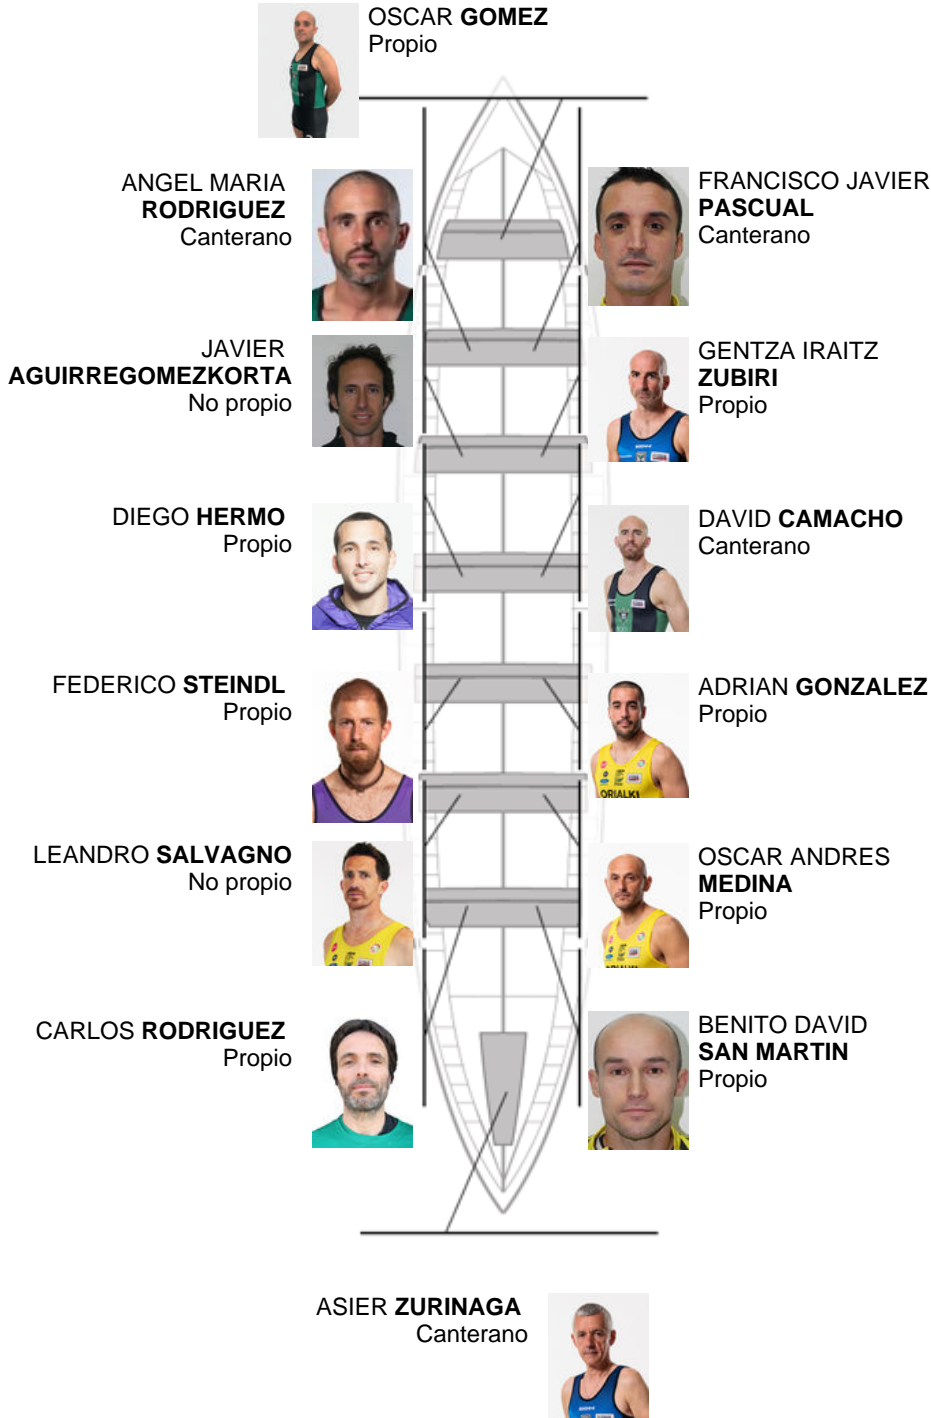 OSCAR GOMEZ
Propio
ANGEL MARIA
RODRIGUEZ
Canterano
FRANCISCO JAVIER
PASCUAL
Canterano
JAVIER
AGUIRREGOMEZKORTA
No propio
GENTZA IRAITZ
ZUBIRI
Propio
DIEGO HERMO
Propio
DAVID CAMACHO
Canterano
FEDERICO STEINDL
Propio
ADRIAN GONZALEZ
Propio
ORIALKI
LEANDRO SALVAGNO
No propio
OSCAR ANDRES
MEDINA
Propio
CARLOS RODRIGUEZ
Propio
BENITO DAVID
SAN MARTIN
Propio
ASIER ZURINAGA
Canterano